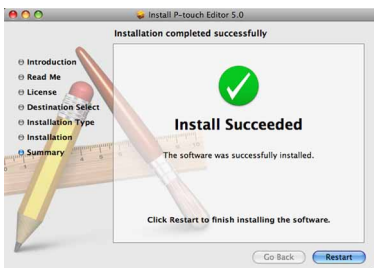 Install P-touch Editor 5.0
Installation completed successfully
Introduction
Read Me
License
Destination Select
Installation Type
Installation
Summary
Install Succeeded
The software was successfully installed.
Click Restart to finish installing the software.
Go Back
Restart